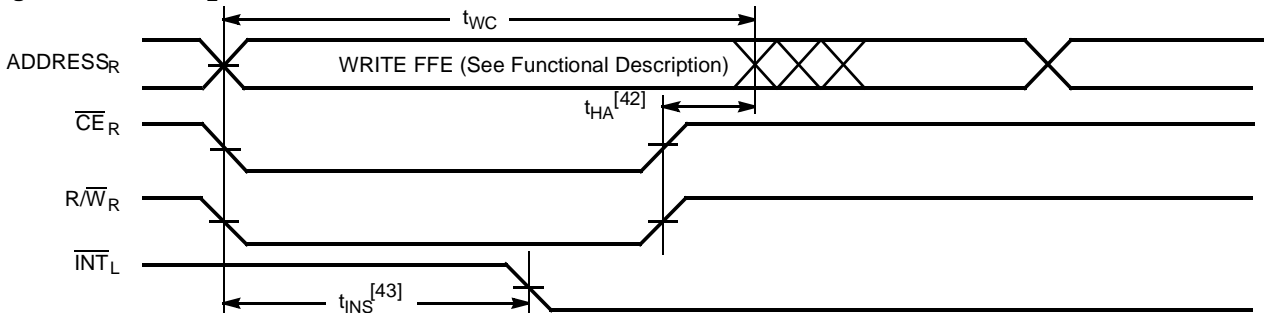 tWC
ADDRESSR
WRITE FFE (See Functional Description)
tHA[42]
CER
R/WR
INTL
tINS[43]